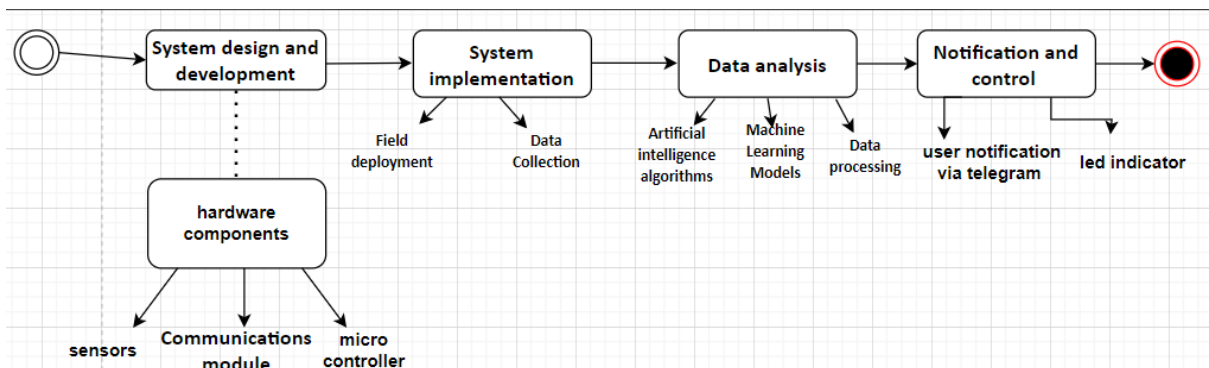 System design and
development
System
implementation
Data analysis
Notification and
control
Field
deployment
Data
Collection
Artificial
intelligence
algorithms
Machine
Learning
Models
Data
processing
user notification
via telegram
led indicator
hardware
components
sensors
Communications
module
micro
controller